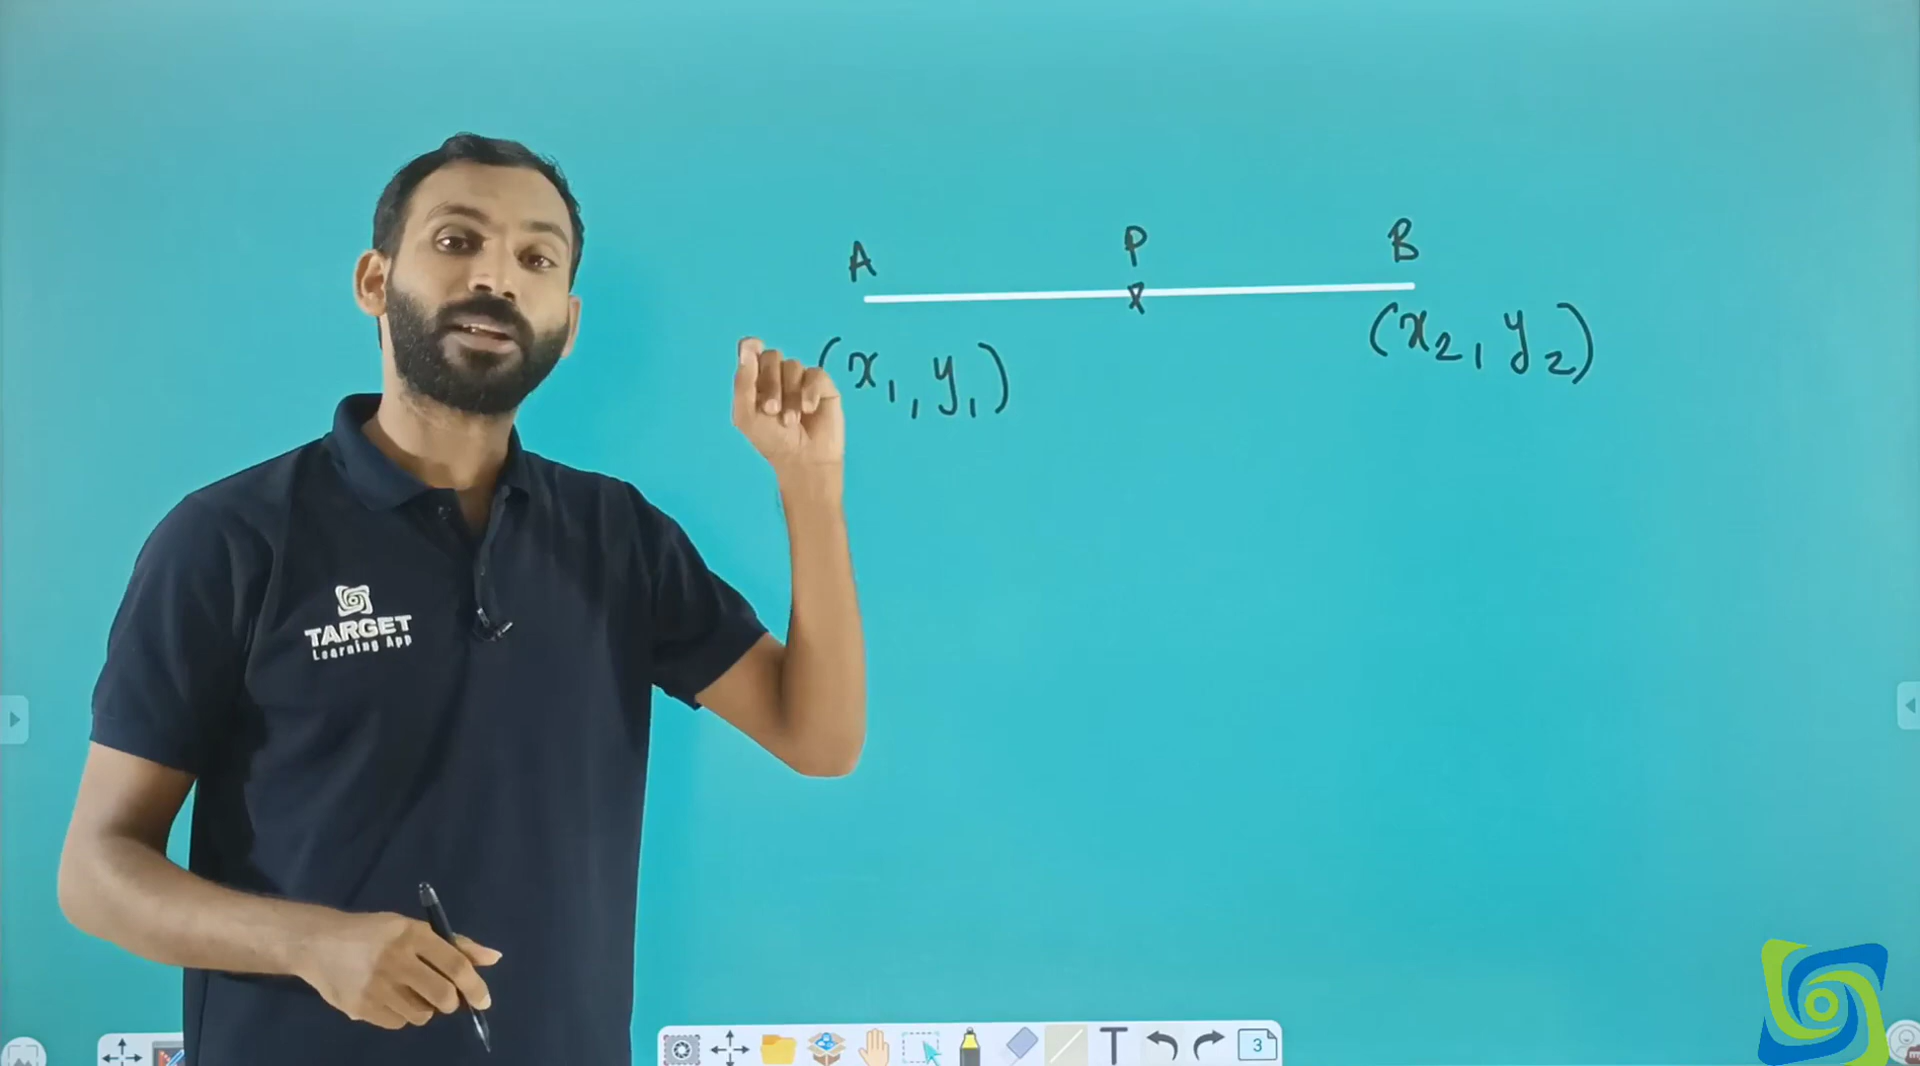 A P B
(x₁, y₁)
(x₂, y₂)
TARGET
Learning App
T
3